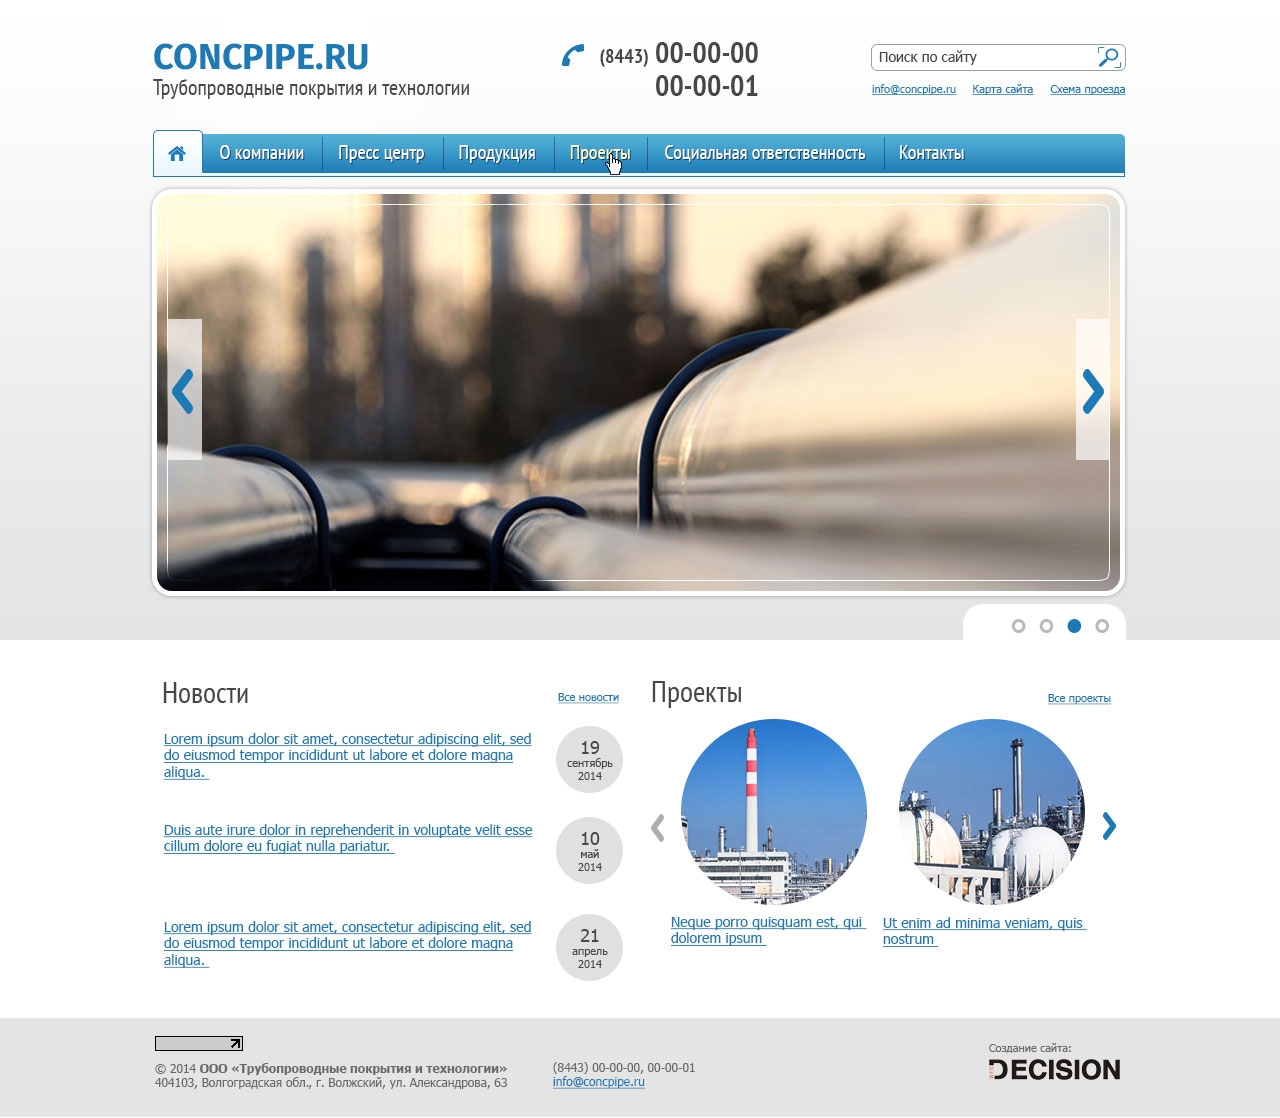 CONCPIPE.RU
Трубопроводные покрытия и технологии
(8443) 00-00-00
00-00-01
Поиск по сайту
info@concpipe.ru Карта сайта Схема проезда
О компании Пресс центр Продукция Проекты Социальная ответственность Контакты
Новости
Все новости
Lorem ipsum dolor sit amet, consectetur adipiscing elit, sed
do eiusmod tempor incididunt ut labore et dolore magna
aliqua.
19
сентябрь
2014
Duis aute irure dolor in reprehenderit in voluptate velit esse
cillum dolore eu fugiat nulla pariatur.
10
май
2014
Lorem ipsum dolor sit amet, consectetur adipiscing elit, sed
do eiusmod tempor incididunt ut labore et dolore magna
aliqua.
21
апрель
2014
Проекты
Все проекты
Neque porro quisquam est, qui
dolorem ipsum
Ut enim ad minima veniam, quis
nostrum
© 2014 ООО «Трубопроводные покрытия и технологии»
404103, Волгоградская обл., г. Волжский, ул. Александрова, 63
(8443) 00-00-00, 00-00-01
info@concpipe.ru
Создание сайта:
WEB DECISION